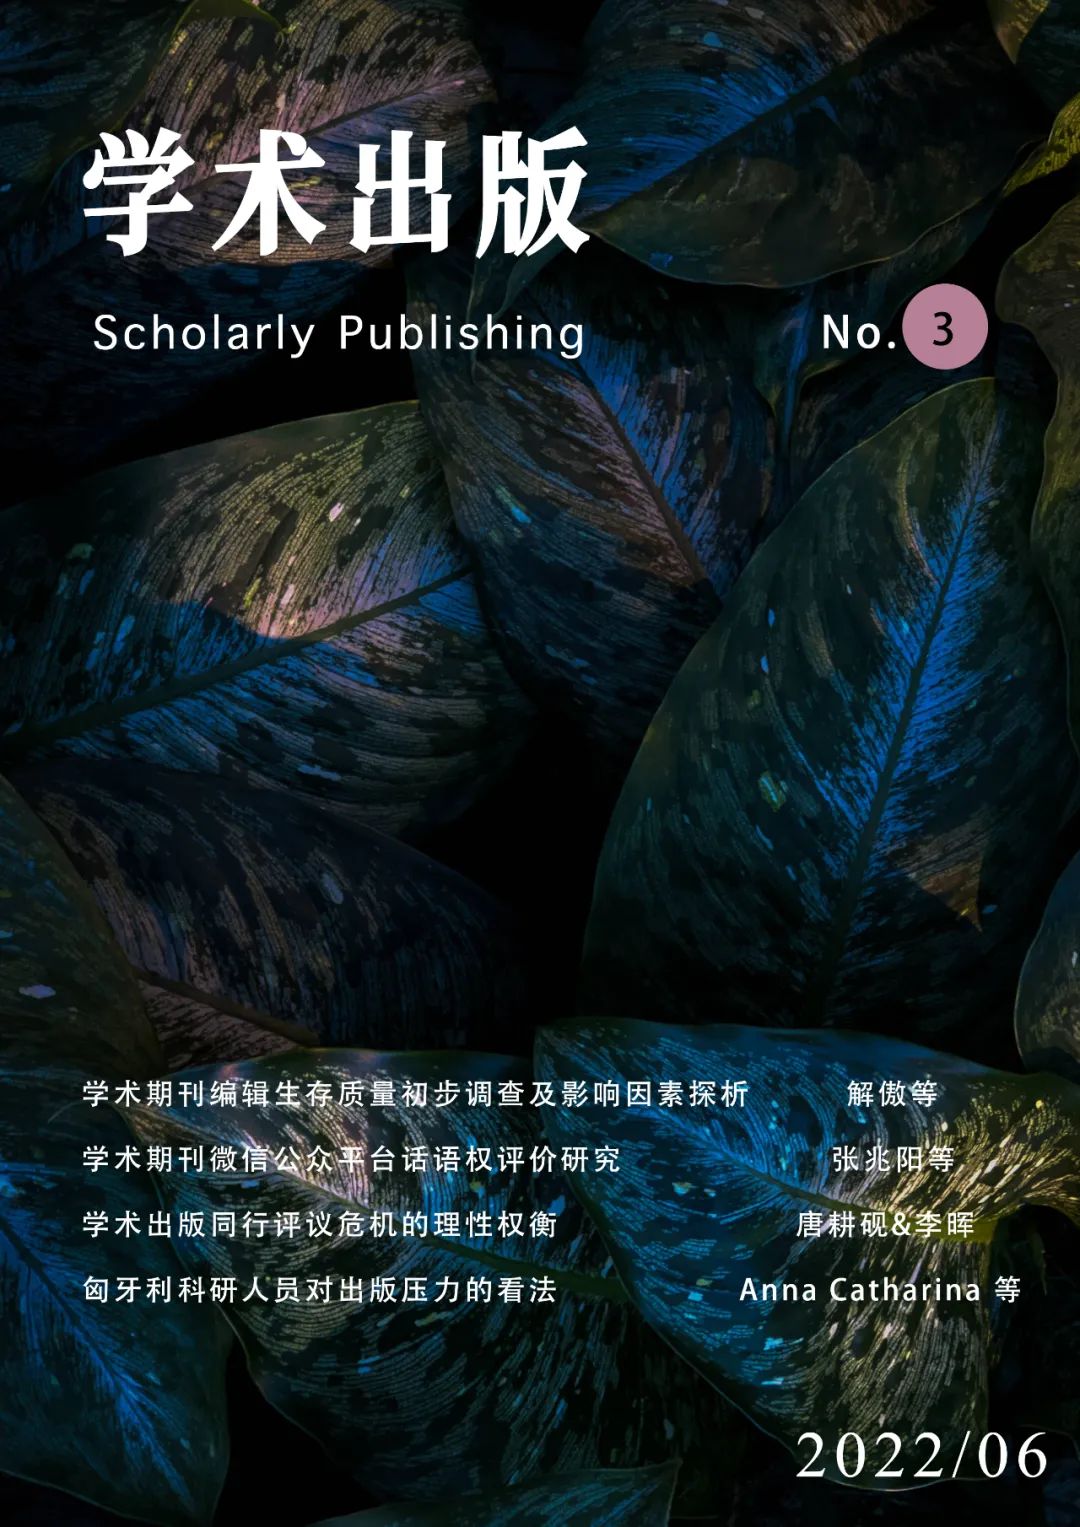 学术出版
Scholarly Publishing No. 3
学术期刊编辑生存质量初步调查及影响因素探析 解傲等
学术期刊微信公众平台话语权评价研究 张兆阳等
学术出版同行评议危机的理性权衡 唐耕砚&李晖
匈牙利科研人员对出版压力的看法 Anna Catharina 等
2022/06